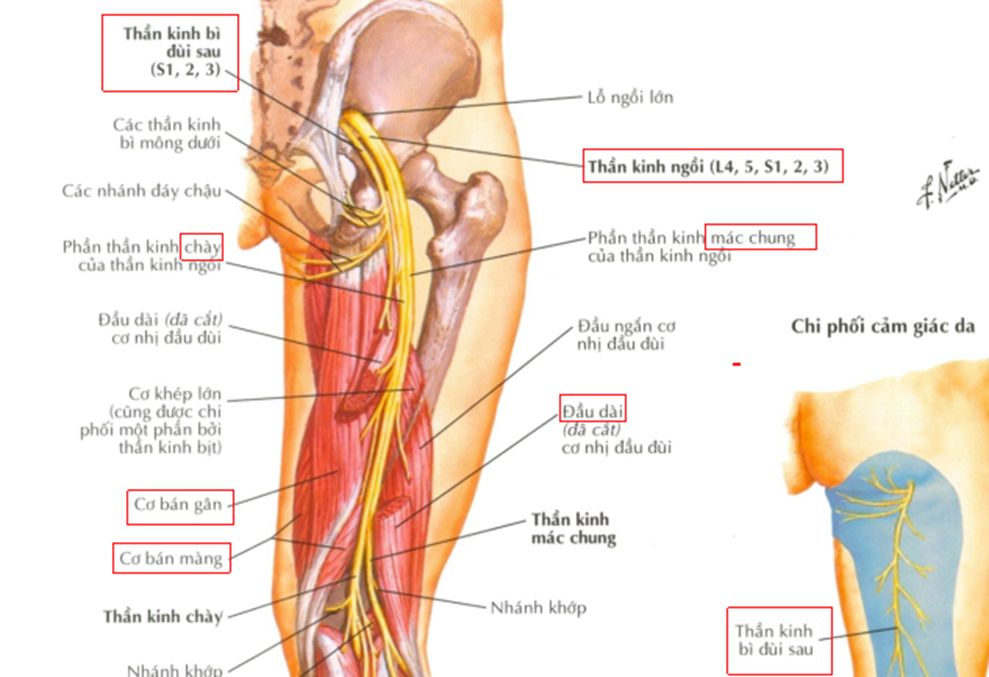 Thần kinh bì
đùi sau
(S1, 2, 3)
Các thần kinh
bì mông dưới
Các nhánh đáy chậu
Phần thần kinh chày
của thần kinh ngồi
Đầu dài (đã cắt)
cơ nhị đầu đùi
Cơ khép lớn
(cũng được chi
phối một phần bởi
thần kinh bịt)
Cơ bán gân
Cơ bán màng
Thần kinh chày
Nhánh khớp
Lỗ ngồi lớn
Thần kinh ngồi (L4, 5, S1, 2, 3)
Phần thần kinh mác chung
của thần kinh ngồi
Đầu ngắn cơ
nhị đầu đùi
Đầu dài
(đã cắt)
cơ nhị đầu đùi
Thần kinh
mác chung
Nhánh khớp
F. Netter
M.D.
Chi phối cảm giác da
Thần kinh
bì đùi sau